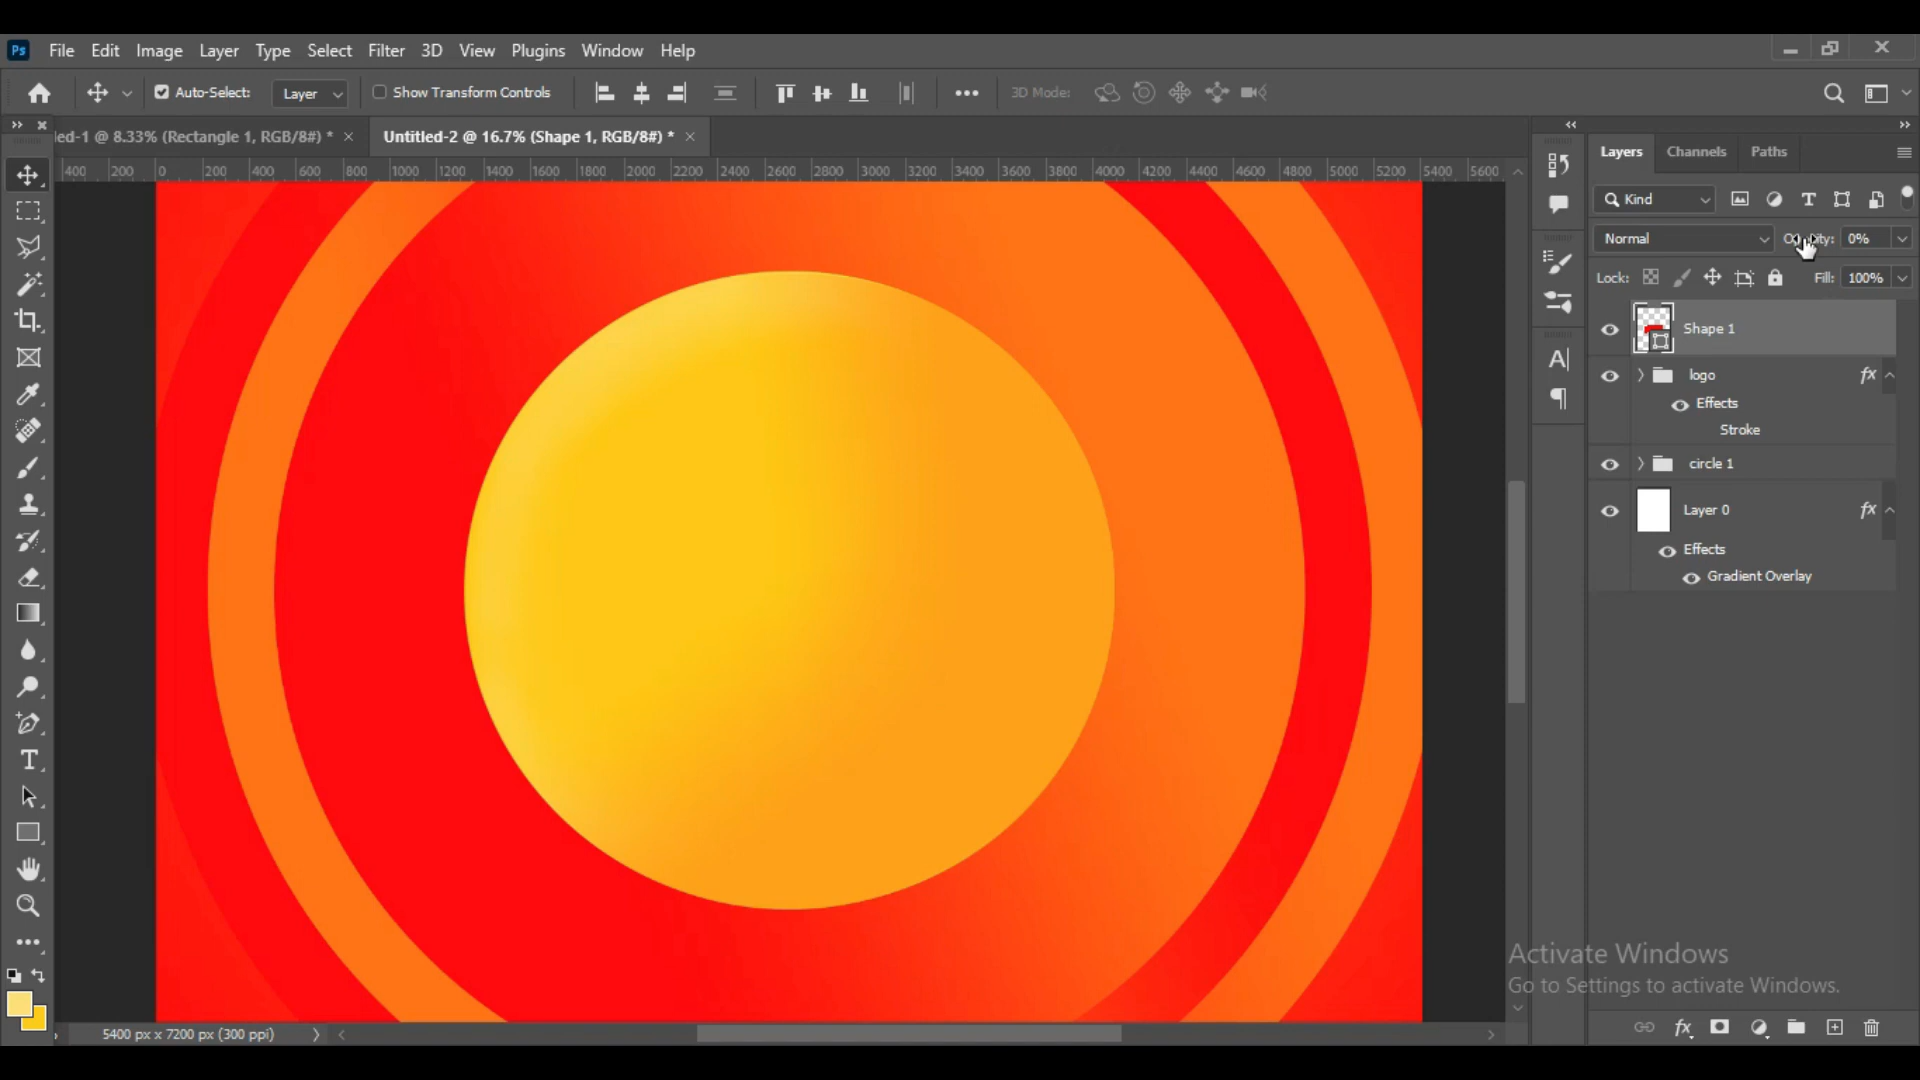 Ps File Edit Image Layer Type Select Filter 3D View Plugins Window Help
Auto-Select: Layer Show Transform Controls 3D Mode:
led-1 @ 8.33% (Rectangle 1, RGB/8#) * Untitled-2 @ 16.7% (Shape 1, RGB/8#) *
400 200 0 200 400 600 800 1000 1200 1400 1600 1800 2000 2200 2400 2600 2800 3000 3200 3400 3600 3800 4000 4200 4400 4600 4800 5000 5200 5400 5600
Layers Channels Paths
Kind
Normal 0%
Lock: Fill: 100%
Shape 1
logo fx
Effects
Stroke
circle 1
Layer 0 fx
Effects
Gradient Overlay
Activate Windows
Go to Settings to activate Windows.
5400 px x 7200 px (300 ppi)